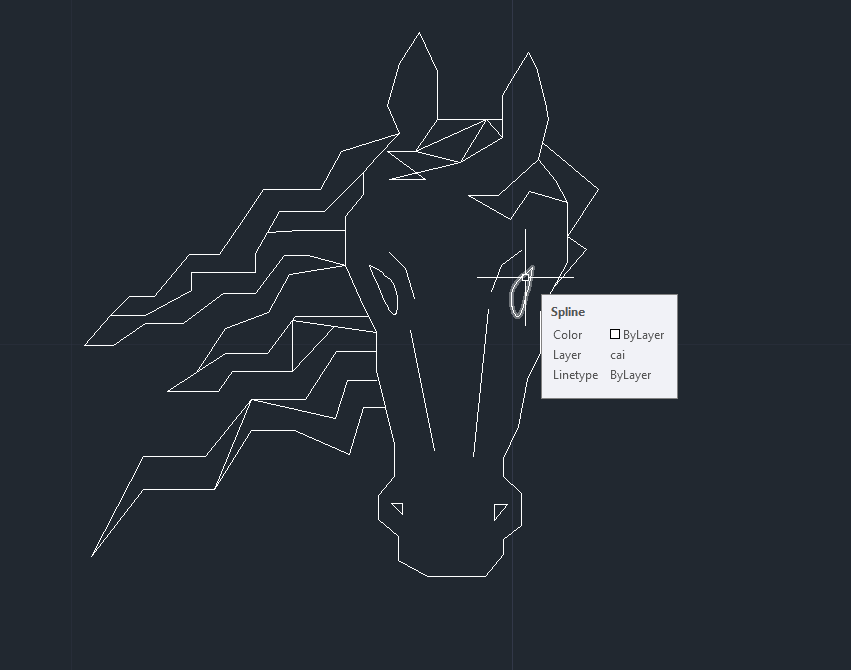 Spline
Color ByLayer
Layer cai
Linetype ByLayer